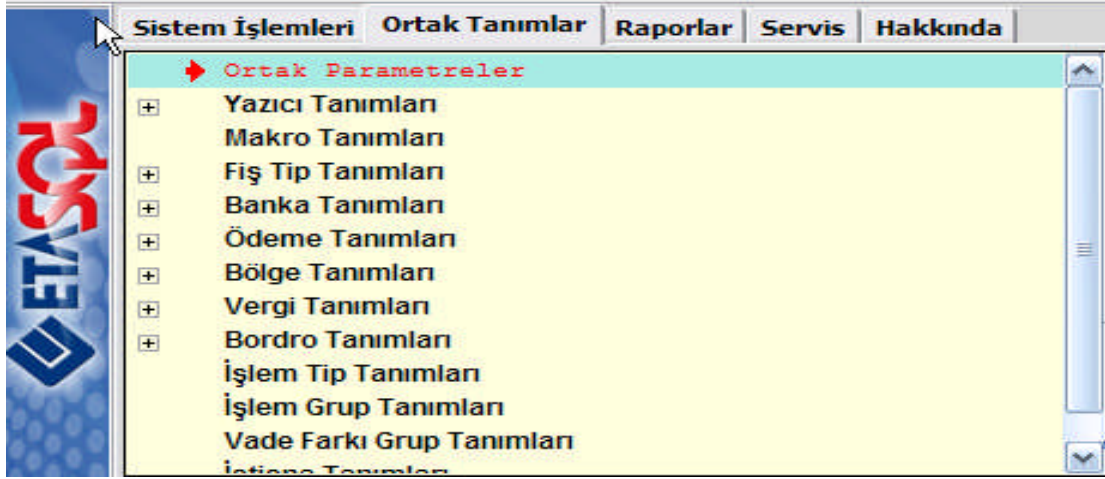 Sistem İşlemleri Ortak Tanımlar Raporlar Servis Hakkında
Ortak Parametreler
Yazıcı Tanımları
Makro Tanımları
Fiş Tip Tanımları
Banka Tanımları
Ödeme Tanımları
Bölge Tanımları
Vergi Tanımları
Bordro Tanımları
İşlem Tip Tanımları
İşlem Grup Tanımları
Vade Farkı Grup Tanımları
Tanımları
ETASQL